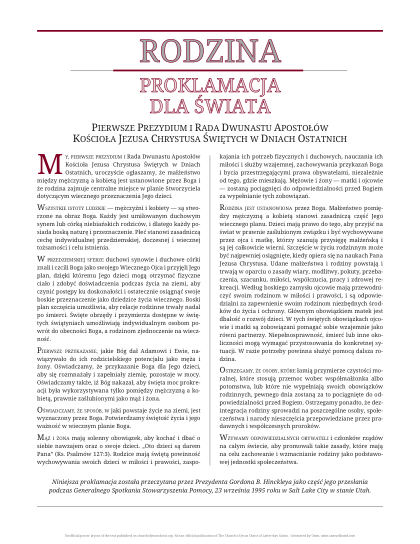 RODZINA
PROKLAMACJA
DLA ŚWIATA
Pierwsze Prezydium i Rada Dwunastu Apostołów
Kościoła Jezusa Chrystusa Świętych w Dniach Ostatnich
My, pierwsze prezydium i Rada Dwunastu Apostołów
Kościoła Jezusa Chrystusa Świętych w Dniach
Ostatnich, uroczyście ogłaszamy, że małżeństwo
między mężczyzną a kobietą jest ustanowione przez Boga i
że rodzina zajmuje centralne miejsce w planie Stworzyciela
dotyczącym wiecznego przeznaczenia Jego dzieci.
Wszystkie istoty ludzkie — mężczyźni i kobiety — są stwo-
rzone na obraz Boga. Każdy jest umiłowanym duchowym
synem lub córką niebiańskich rodziców, i dlatego każdy po-
siada boską naturę i przeznaczenie. Płeć stanowi zasadniczą
cechę indywidualnej przedziemskiej, doczesnej i wiecznej
tożsamości i celu istnienia.
W przedziemskiej sferze duchowi synowie i duchowe córki
znali i czcili Boga jako swojego Wiecznego Ojca i przyjęli Jego
plan, dzięki któremu Jego dzieci mogą otrzymać fizyczne
ciało i zdobyć doświadczenia podczas życia na ziemi, aby
czynić postępy ku doskonałości i ostatecznie osiągnąć swoje
boskie przeznaczenie jako dziedzice życia wiecznego. Boski
plan szczęścia umożliwia, aby relacje rodzinne trwały nadal
po śmierci. Święte obrzędy i przymierza dostępne w świę-
tych świątyniach umożliwiają indywidualnym osobom po-
wrót do obecności Boga, a rodzinom zjednoczenie na wiecz-
ność.
Pierwsze przykazanie, jakie Bóg dał Adamowi i Ewie, na-
wiązywało do ich rodzicielskiego potencjału jako męża i
żony. Oświadczamy, że przykazanie Boga dla Jego dzieci,
aby się rozmnażały i zapełniały ziemię, pozostaje w mocy.
Oświadczamy także, iż Bóg nakazał, aby święta moc prokre-
acji była wykorzystywana tylko pomiędzy mężczyzną a ko-
bietą, prawnie zaślubionymi jako mąż i żona.
Oświadczamy, że sposób, w jaki powstaje życie na ziemi, jest
wyznaczony przez Boga. Potwierdzamy świętość życia i jego
ważność w wiecznym planie Boga.
Mąż i żona mają solenny obowiązek, aby kochać i dbać o
siebie nawzajem oraz o swoje dzieci. „Oto dzieci są darem
Pana” (Ks. Psalmów 127:3). Rodzice mają świętą powinność
wychowywania swoich dzieci w miłości i prawości, zaspo-
kajania ich potrzeb fizycznych i duchowych, nauczania ich
miłości i służby wzajemnej, zachowywania przykazań Boga
i bycia przestrzegającymi prawa obywatelami, niezależnie
od tego, gdzie mieszkają. Mężowie i żony — matki i ojcowie
— zostaną pociągnięci do odpowiedzialności przed Bogiem
za wypełnianie tych zobowiązań.
Rodzina jest ustanowiona przez Boga. Małżeństwo pomię-
dzy mężczyzną a kobietą stanowi zasadniczą część Jego
wiecznego planu. Dzieci mają prawo do tego, aby przyjść na
świat w przymierzu małżeńskim i być wychowywane
przez ojca i matkę, którzy szanują przysięgę małżeńską i
są jej całkowicie wierni. Szczęście w życiu rodzinnym może
być najpewniej osiągnięte, kiedy opiera się na naukach Pana
Jezusa Chrystusa. Udane małżeństwa i rodziny powstają i
trwają w oparciu o zasady wiary, modlitwy, pokuty, przeba-
czenia, szacunku, miłości, współczucia, pracy i zdrowej re-
kreacji. Według boskiego zamysłu ojcowie mają przewodni-
czyć swoim rodzinom w miłości i prawości, i są odpowie-
dzialni za zapewnienie swoim rodzinom niezbędnych środ-
ków do życia i ochrony. Głównym obowiązkiem matek jest
dbałość o rozwój dzieci. W tych świętych obowiązkach ojco-
wie i matki są zobowiązani pomagać sobie wzajemnie jako
równi partnerzy. Niepełnosprawność, śmierć lub inne oko-
liczności mogą wymagać przystosowania do konkretnej sy-
tuacji. W razie potrzeby powinna służyć pomocą dalsza ro-
dzina.
Ostrzegamy, że osoby, które łamią przymierze czystości mo-
ralnej, które stosują przemoc wobec współmałżonka albo
potomstwa, lub które nie wypełniają swoich obowiązków
rodzinnych, pewnego dnia zostaną za to pociągnięte do od-
powiedzialności przed Bogiem. Ostrzegamy ponadto, że dez-
integracja rodziny sprowadzi na poszczególne osoby, społe-
czeństwa i narody nieszczęścia przepowiedziane przez pra-
dawnych i współczesnych proroków.
Wzywamy odpowiedzialnych obywateli i członków rządów
na całym świecie, aby promowali takie zasady, które mają
na celu zachowanie i wzmacnianie rodziny jako podstawo-
wej jednostki społeczeństwa.
Niniejsza proklamacja została przeczytana przez Prezydenta Gordona B. Hinckleya jako część jego przesłania
podczas Generalnego Spotkania Stowarzyszenia Pomocy, 23 września 1995 roku w Salt Lake City w stanie Utah.